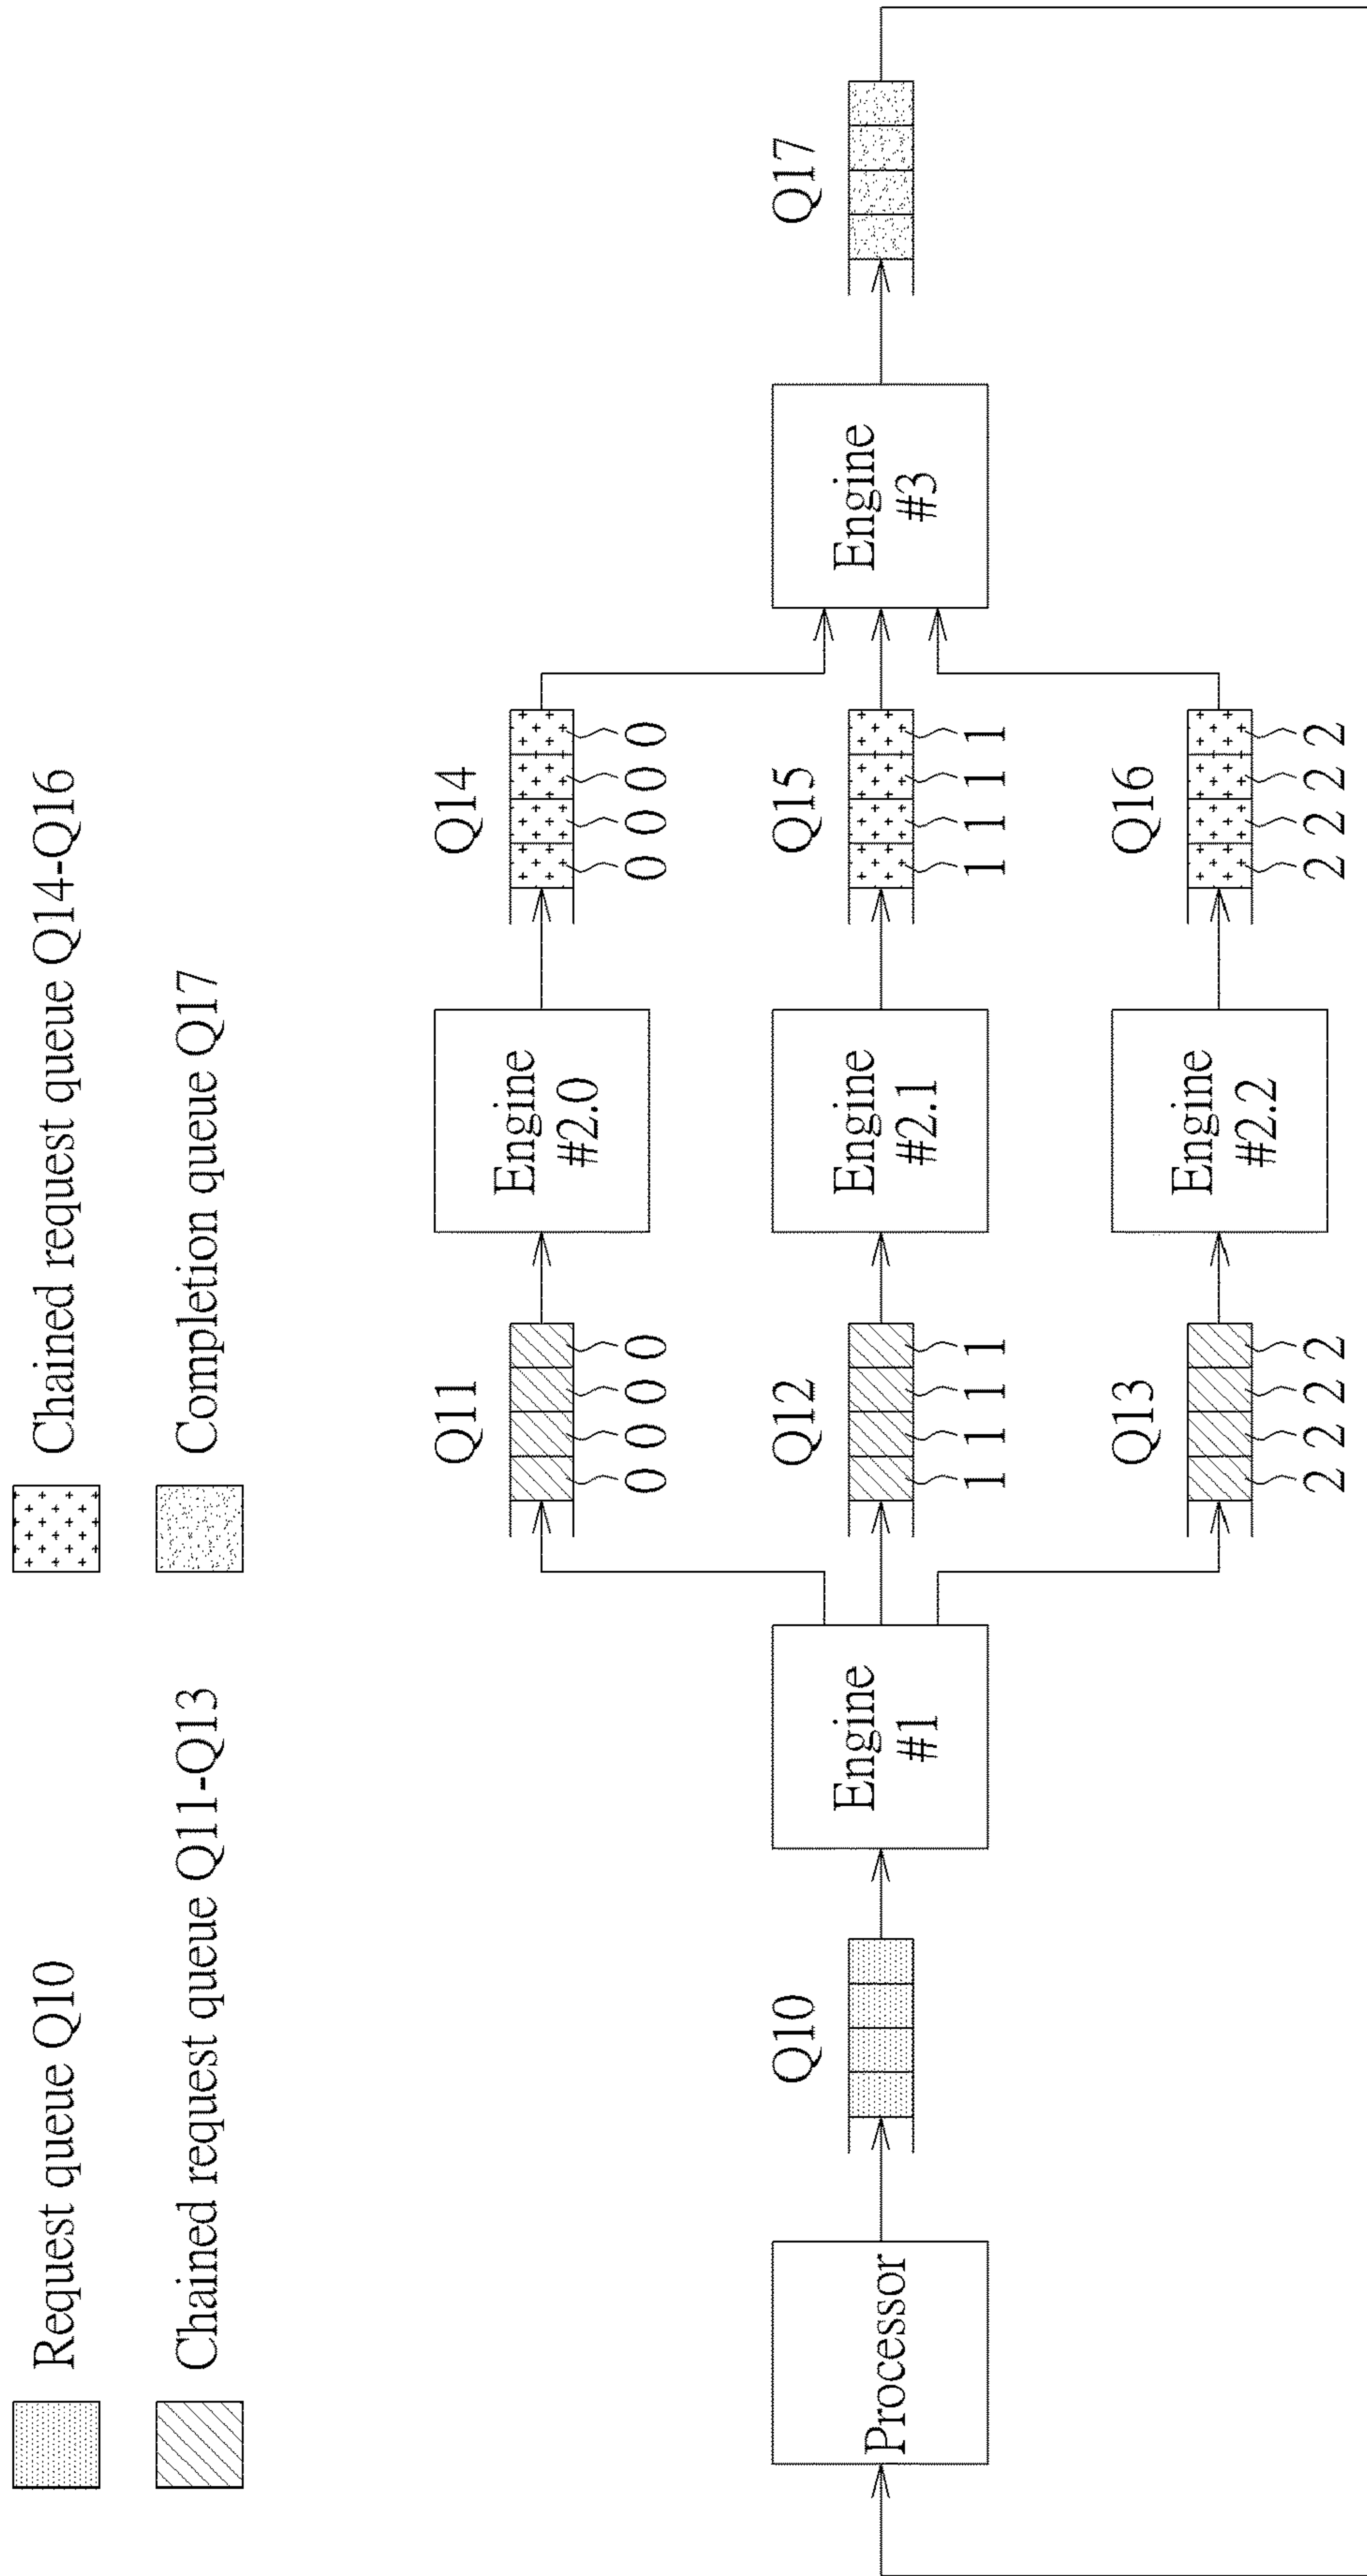 Request queue Q10
Chained request queue Q14-Q16
Chained request queue Q11-Q13
Completion queue Q17
Q11
0 0 0 0
Engine
#2.0
Q14
0 0 0 0
Processor
Q10
Engine
#1
Q12
1 1 1 1
Engine
#2.1
Q15
1 1 1 1
Engine
#3
Q17
Q13
2 2 2 2
Engine
#2.2
Q16
2 2 2 2